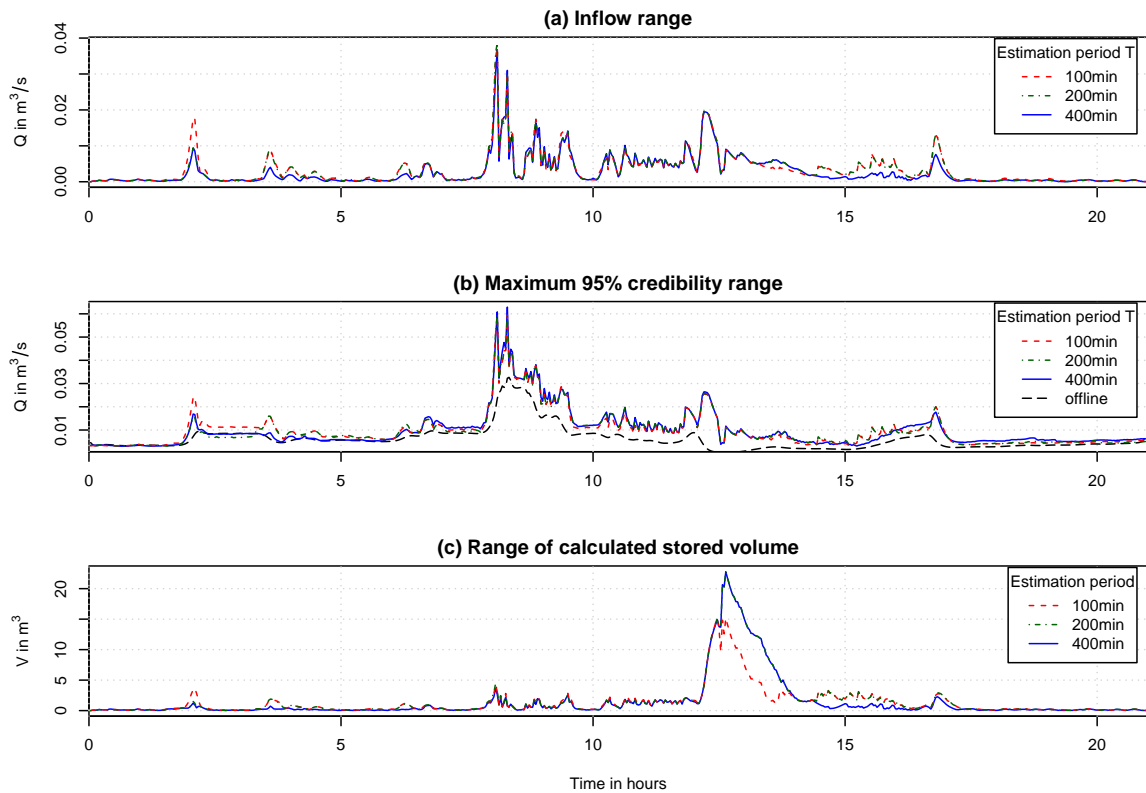 (a) Inflow range
Q in m³/s
0.00
0.02
0.04
Estimation period T
100min
200min
400min
0 5 10 15 20
(b) Maximum 95% credibility range
Q in m³/s
0.01
0.03
0.05
Estimation period T
100min
200min
400min
offline
0 5 10 15 20
(c) Range of calculated stored volume
V in m³
0
5
10
20
Estimation period
100min
200min
400min
0 5 10 15 20
Time in hours